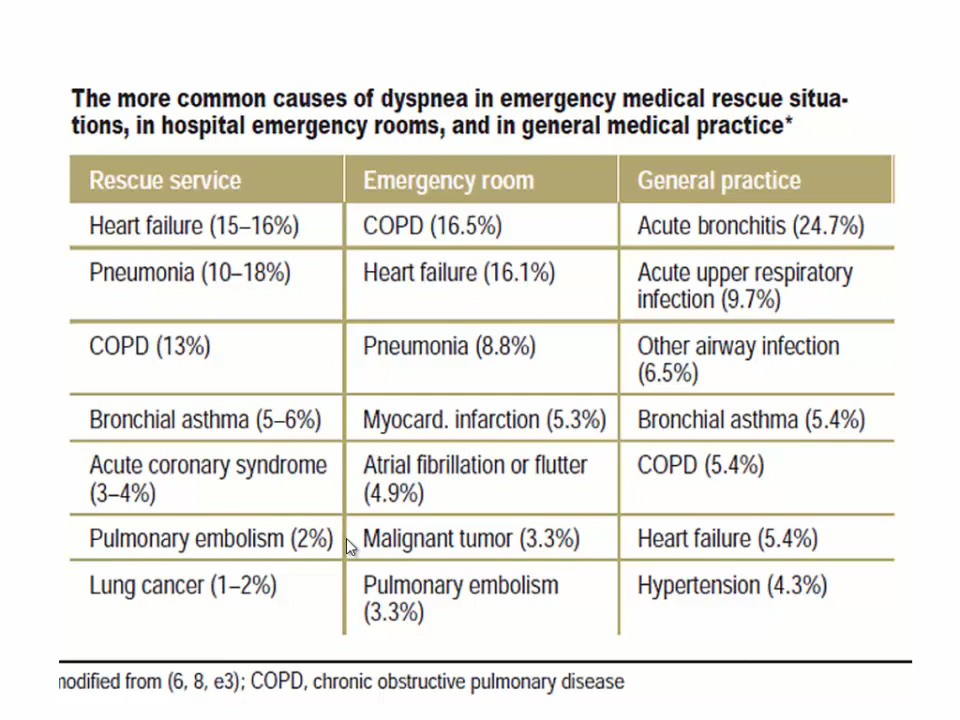 The more common causes of dyspnea in emergency medical rescue situa-
tions, in hospital emergency rooms, and in general medical practice*
Rescue service Emergency room General practice
Heart failure (15–16%) COPD (16.5%) Acute bronchitis (24.7%)
Pneumonia (10–18%) Heart failure (16.1%) Acute upper respiratory
infection (9.7%)
COPD (13%) Pneumonia (8.8%) Other airway infection
(6.5%)
Bronchial asthma (5–6%) Myocard. infarction (5.3%) Bronchial asthma (5.4%)
Acute coronary syndrome Atrial fibrillation or flutter COPD (5.4%)
(3–4%) (4.9%)
Pulmonary embolism (2%) Malignant tumor (3.3%) Heart failure (5.4%)
Lung cancer (1–2%) Pulmonary embolism Hypertension (4.3%)
(3.3%)
modified from (6, 8, e3); COPD, chronic obstructive pulmonary disease